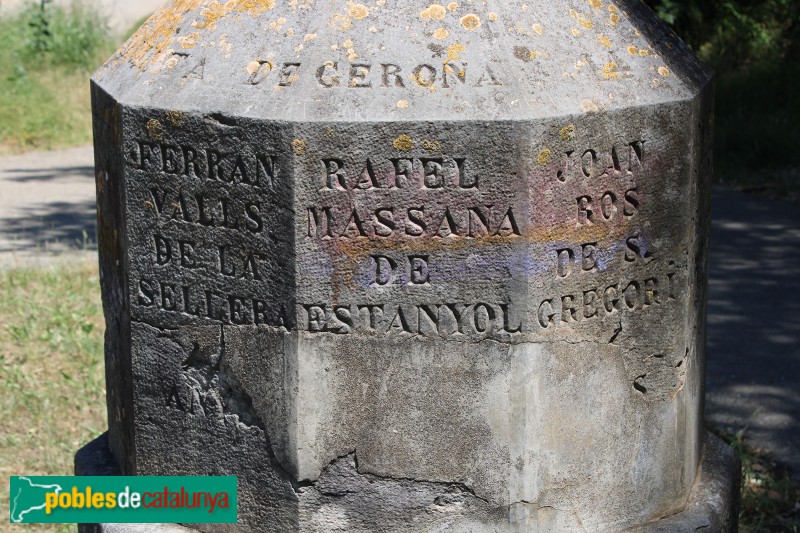 DE GERONA
FERRAN
VALLS
DE LA
SELLERA
RAFEL
MASSANA
DE
ESTANYOL
JOAN
ROS
DE S.
GREGORI
poblesdecatalunya